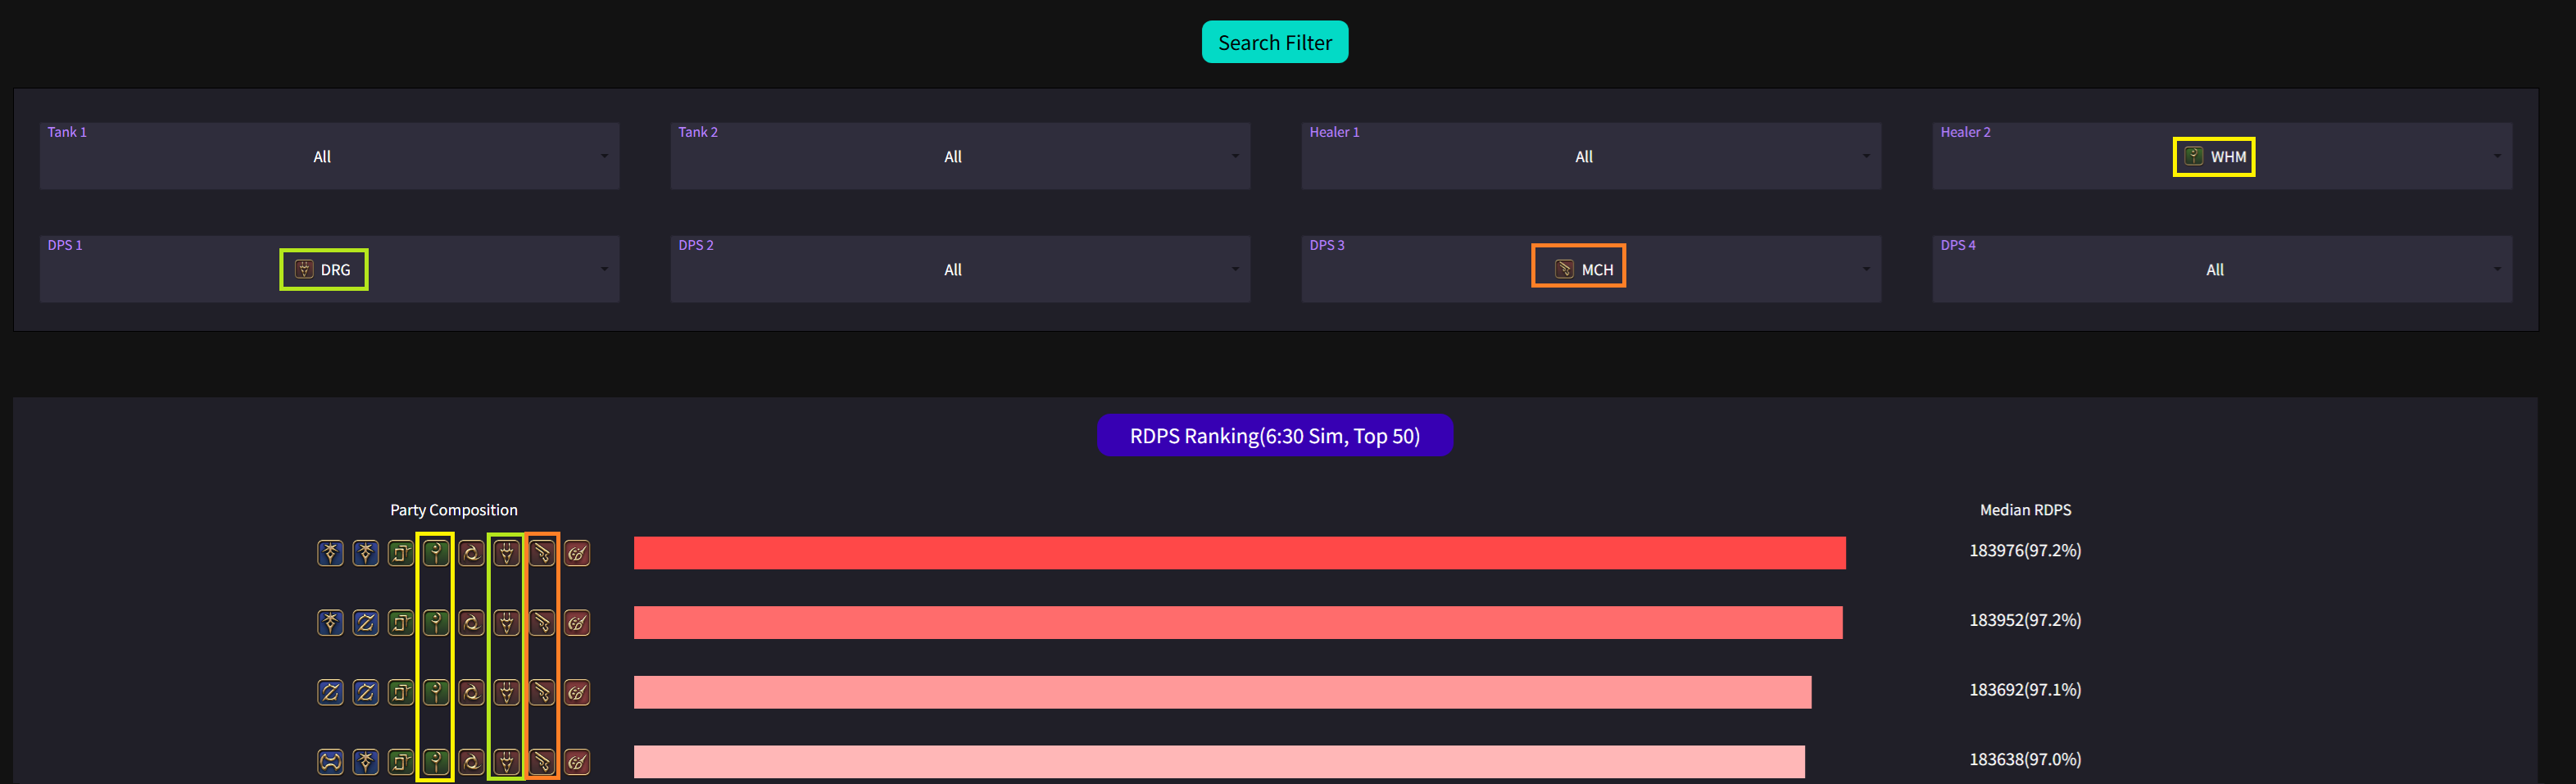 Search Filter
Tank 1
All
Tank 2
All
Healer 1
All
Healer 2
WHM
DPS 1
DRG
DPS 2
All
DPS 3
MCH
DPS 4
All
RDPS Ranking(6:30 Sim, Top 50)
Party Composition
Median RDPS
183976(97.2%)
183952(97.2%)
183692(97.1%)
183638(97.0%)